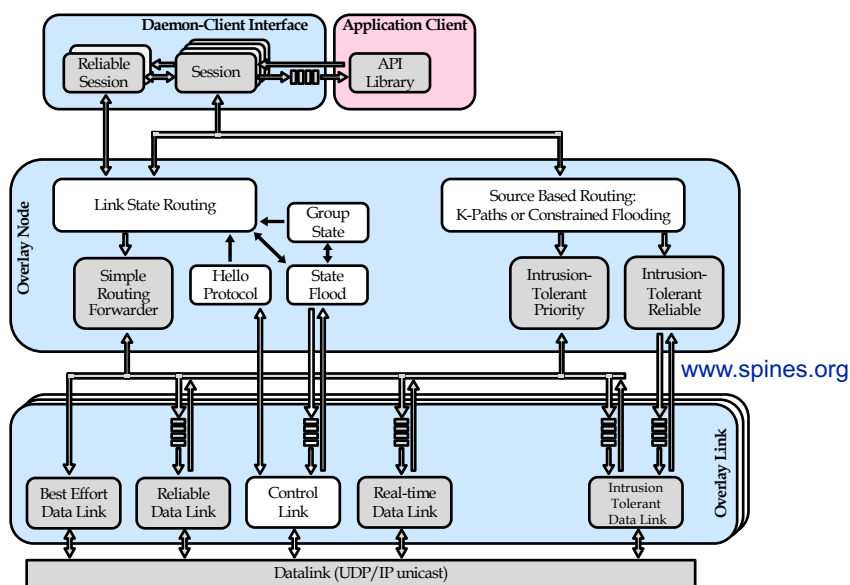 Daemon-Client Interface
Application Client
Reliable
Session
Session
API
Library
Overlay Node
Link State Routing
Group
State
Source Based Routing:
K-Paths or Constrained Flooding
Simple
Routing
Forwarder
Hello
Protocol
State
Flood
Intrusion-
Tolerant
Priority
Intrusion-
Tolerant
Reliable
www.spines.org
Overlay Link
Best Effort
Data Link
Reliable
Data Link
Control
Link
Real-time
Data Link
Intrusion
Tolerant
Data Link
Datalink (UDP/IP unicast)